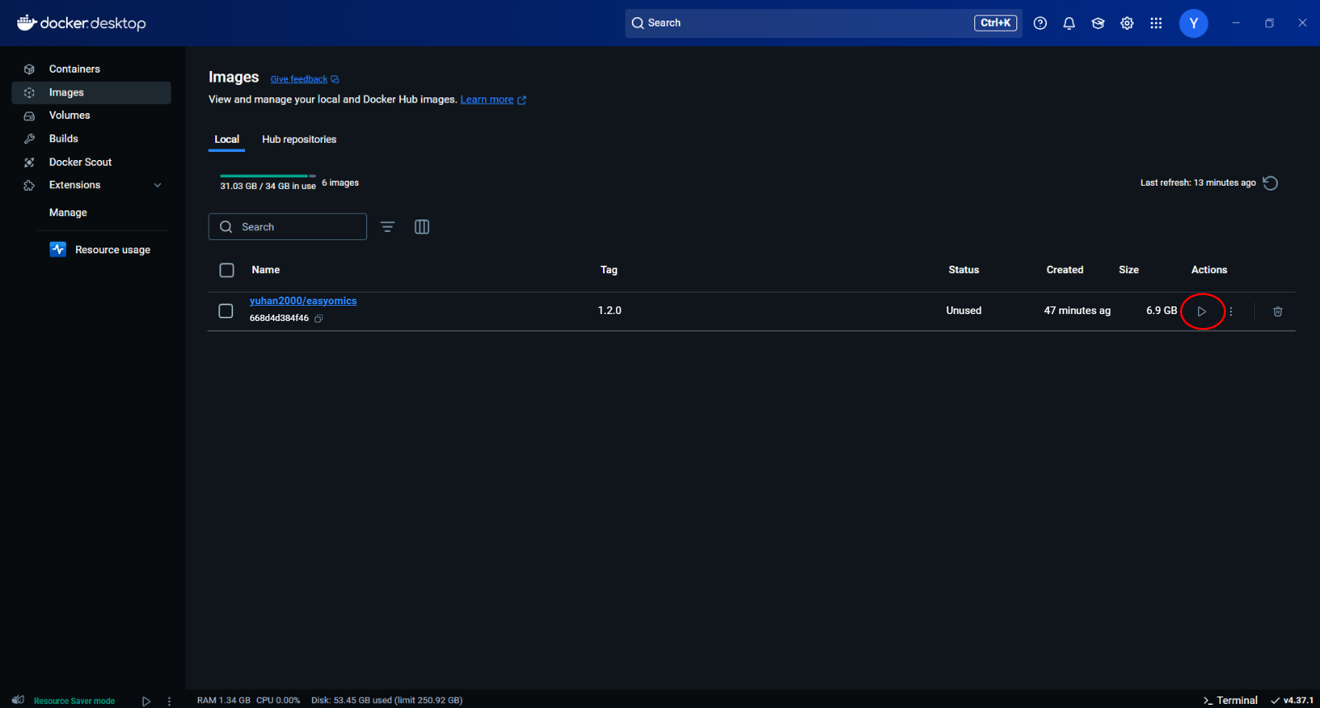 docker.desktop
Search
Ctrl+K
Y
Containers
Images
Volumes
Builds
Docker Scout
Extensions
Manage
Resource usage
Images Give feedback
View and manage your local and Docker Hub images. Learn more
Local Hub repositories
31.03 GB / 34 GB in use 6 images
Last refresh: 13 minutes ago
Search
Name Tag Status Created Size Actions
yuhan2000/easyomics
668d4d384f46
1.2.0 Unused 47 minutes ag 6.9 GB
Resource Saver mode
RAM 1.34 GB CPU 0.00% Disk: 53.45 GB used (limit 250.92 GB)
>_ Terminal
v4.37.1